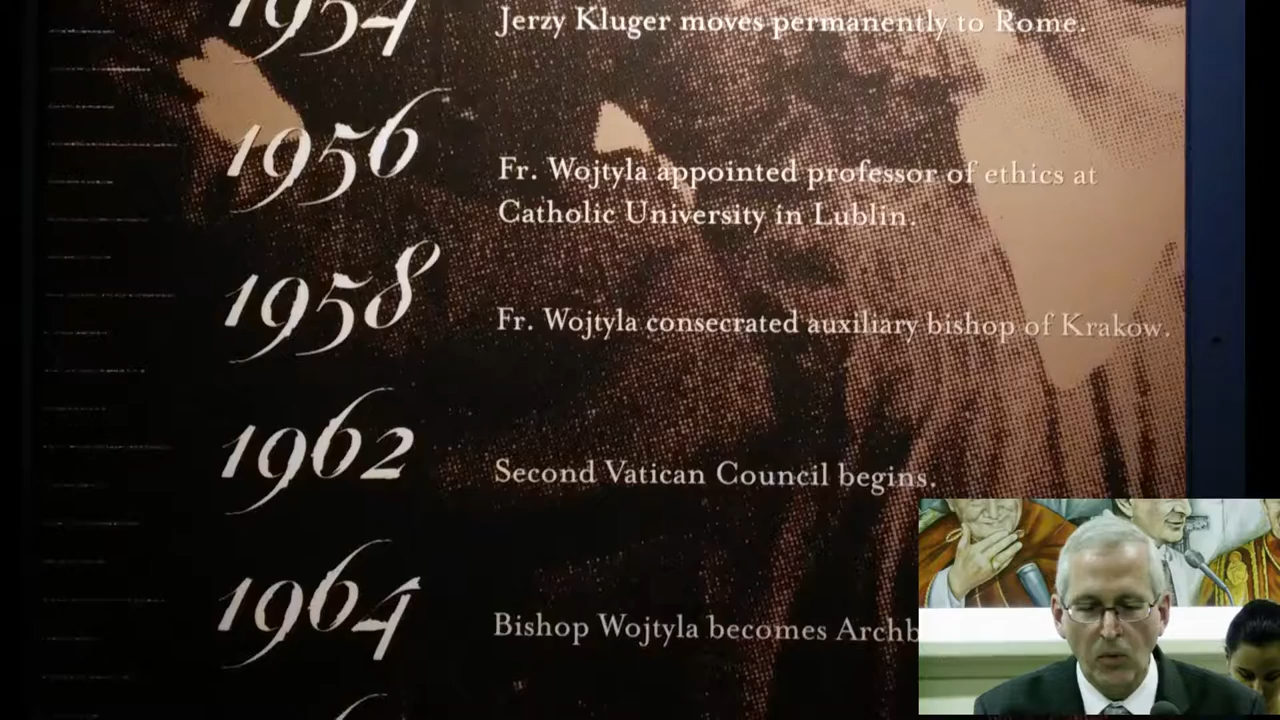 1954 Jerzy Kluger moves permanently to Rome.
1956 Fr. Wojtyla appointed professor of ethics at
Catholic University in Lublin.
1958 Fr. Wojtyla consecrated auxiliary bishop of Krakow.
1962 Second Vatican Council begins.
1964 Bishop Wojtyla becomes